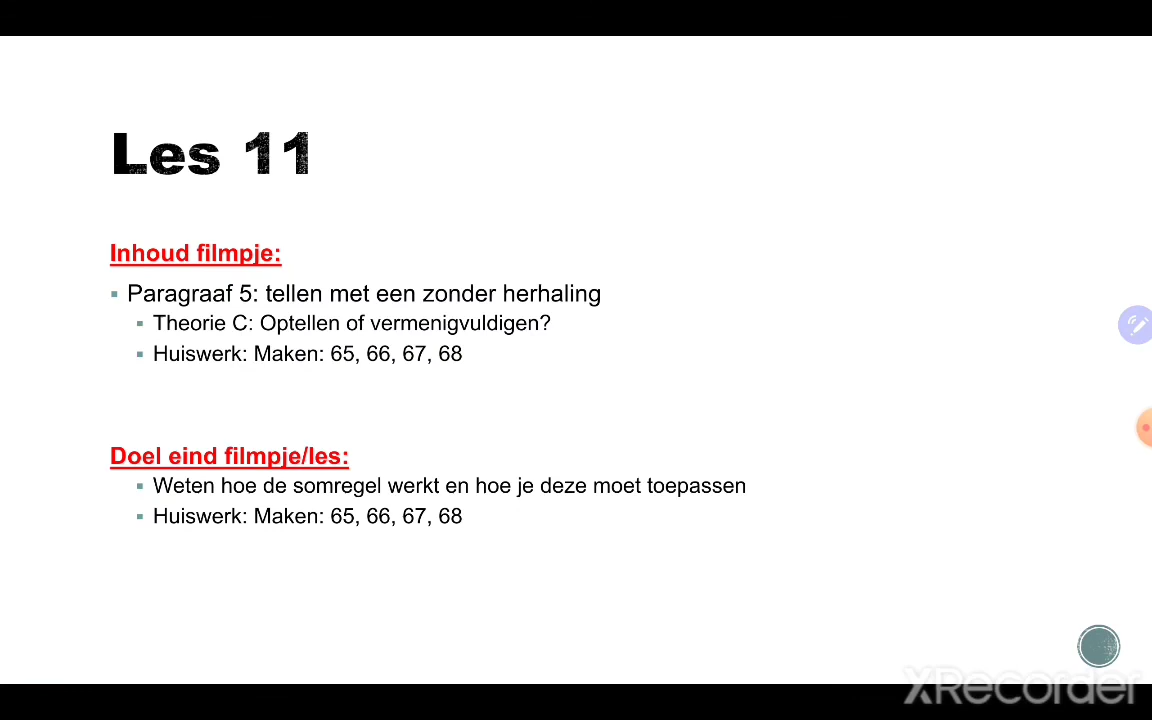 Les 11
Inhoud filmpje:
Paragraaf 5: tellen met een zonder herhaling
Theorie C: Optellen of vermenigvuldigen?
Huiswerk: Maken: 65, 66, 67, 68
Doel eind filmpje/les:
Weten hoe de somregel werkt en hoe je deze moet toepassen
Huiswerk: Maken: 65, 66, 67, 68
XRecorder